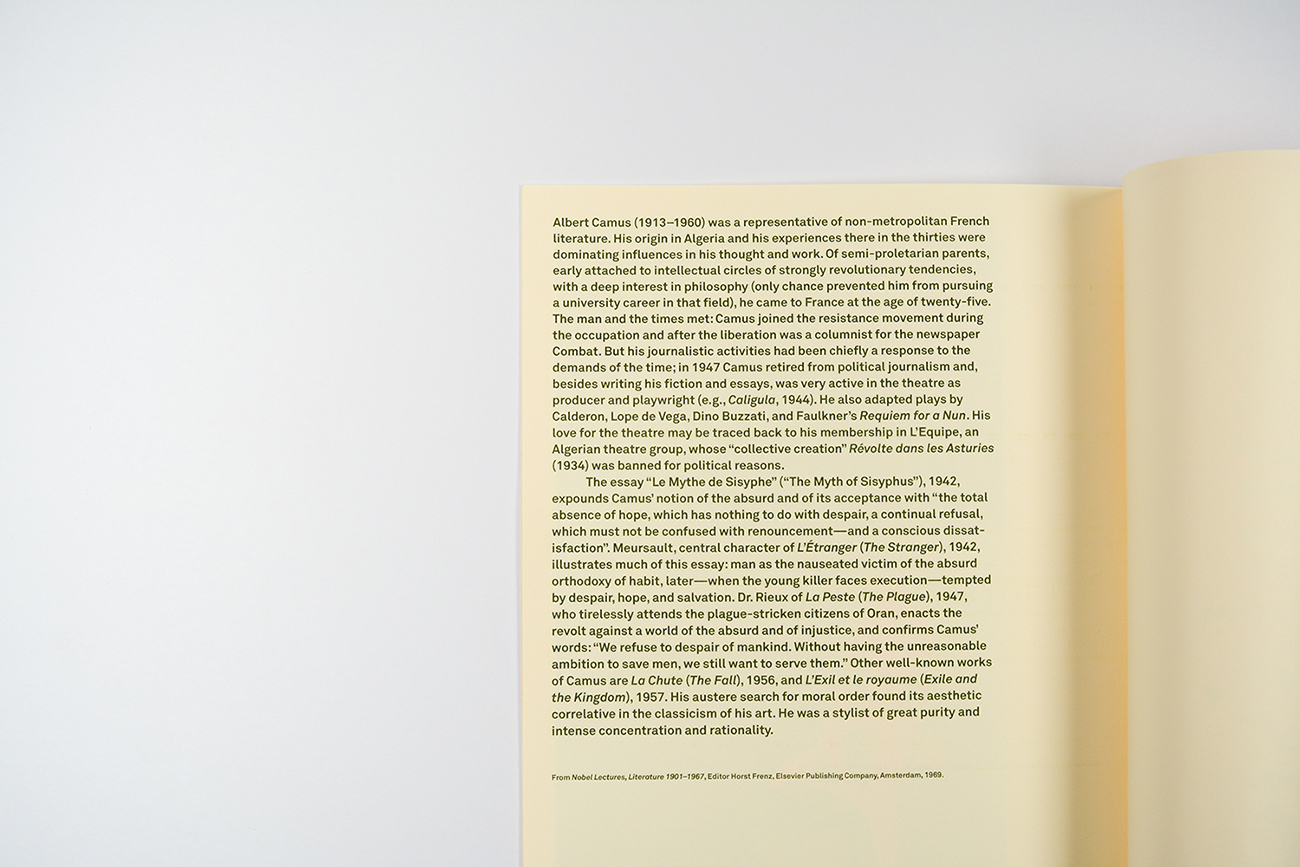 Albert Camus (1913–1960) was a representative of non-metropolitan French
literature. His origin in Algeria and his experiences there in the thirties were
dominating influences in his thought and work. Of semi-proletarian parents,
early attached to intellectual circles of strongly revolutionary tendencies,
with a deep interest in philosophy (only chance prevented him from pursuing
a university career in that field), he came to France at the age of twenty-five.
The man and the times met: Camus joined the resistance movement during
the occupation and after the liberation was a columnist for the newspaper
Combat. But his journalistic activities had been chiefly a response to the
demands of the time; in 1947 Camus retired from political journalism and,
besides writing his fiction and essays, was very active in the theatre as
producer and playwright (e.g., Caligula, 1944). He also adapted plays by
Calderon, Lope de Vega, Dino Buzzati, and Faulkner’s Requiem for a Nun. His
love for the theatre may be traced back to his membership in L’Equipe, an
Algerian theatre group, whose “collective creation” Révolte dans les Asturies
(1934) was banned for political reasons.
The essay “Le Mythe de Sisyphe” (“The Myth of Sisyphus”), 1942,
expounds Camus’ notion of the absurd and of its acceptance with “the total
absence of hope, which has nothing to do with despair, a continual refusal,
which must not be confused with renouncement—and a conscious dissat-
isfaction”. Meursault, central character of L’Étranger (The Stranger), 1942,
illustrates much of this essay: man as the nauseated victim of the absurd
orthodoxy of habit, later—when the young killer faces execution—tempted
by despair, hope, and salvation. Dr. Rieux of La Peste (The Plague), 1947,
who tirelessly attends the plague-stricken citizens of Oran, enacts the
revolt against a world of the absurd and of injustice, and confirms Camus’
words: “We refuse to despair of mankind. Without having the unreasonable
ambition to save men, we still want to serve them.” Other well-known works
of Camus are La Chute (The Fall), 1956, and L’Exil et le royaume (Exile and
the Kingdom), 1957. His austere search for moral order found its aesthetic
correlative in the classicism of his art. He was a stylist of great purity and
intense concentration and rationality.
From Nobel Lectures, Literature 1901–1967, Editor Horst Frenz, Elsevier Publishing Company, Amsterdam, 1969.